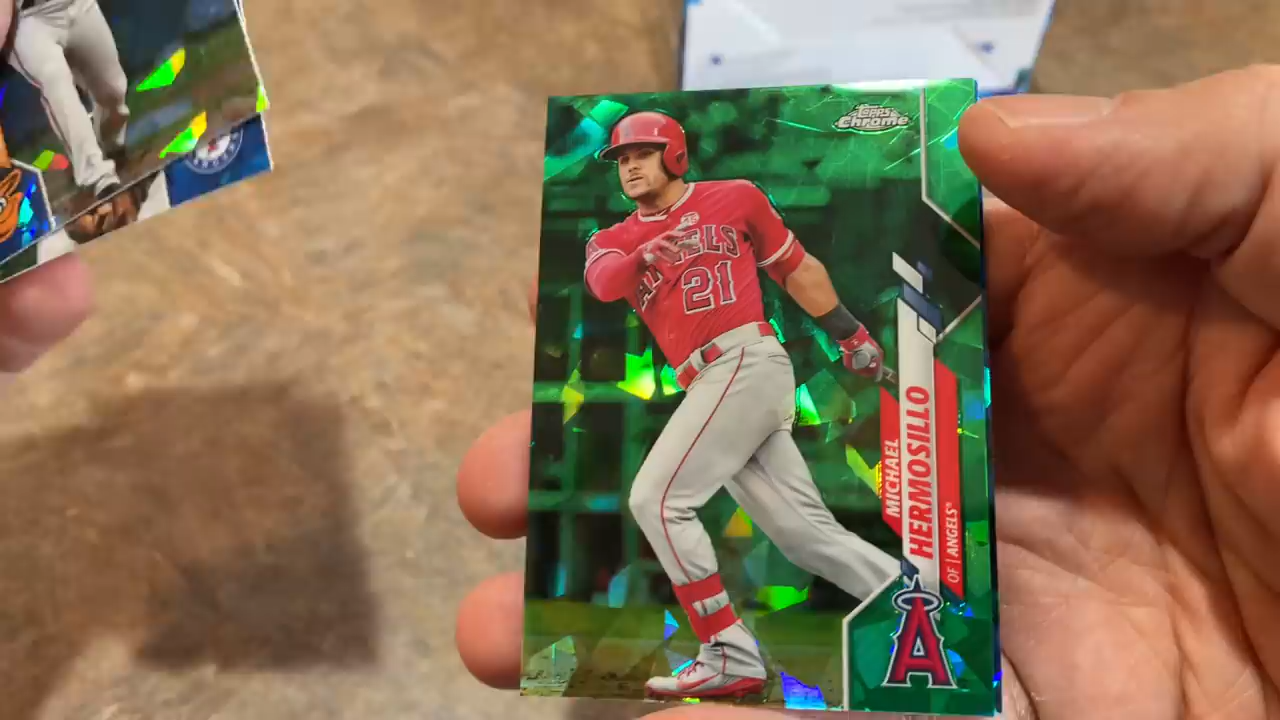 Topps
Chrome
ANGELS
21
MICHAEL
HERMOSILLO
OF | ANGELS®
A